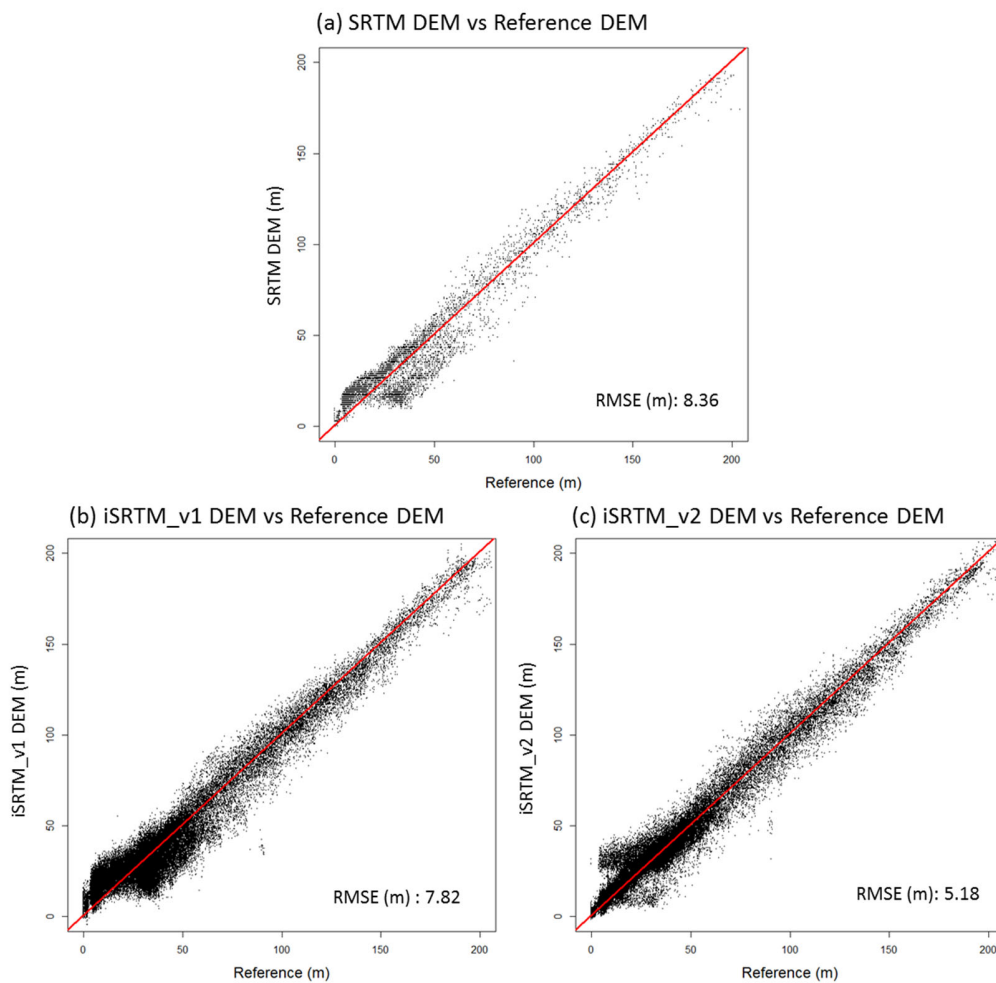 (a) SRTM DEM vs Reference DEM
SRTM DEM (m)
200
150
100
50
0
RMSE (m): 8.36
0 50 100 150 200
Reference (m)
(b) iSRTM_v1 DEM vs Reference DEM
iSRTM_v1 DEM (m)
200
150
100
50
0
RMSE (m) : 7.82
0 50 100 150 200
Reference (m)
(c) iSRTM_v2 DEM vs Reference DEM
iSRTM_v2 DEM (m)
200
150
100
50
0
RMSE (m): 5.18
0 50 100 150 200
Reference (m)